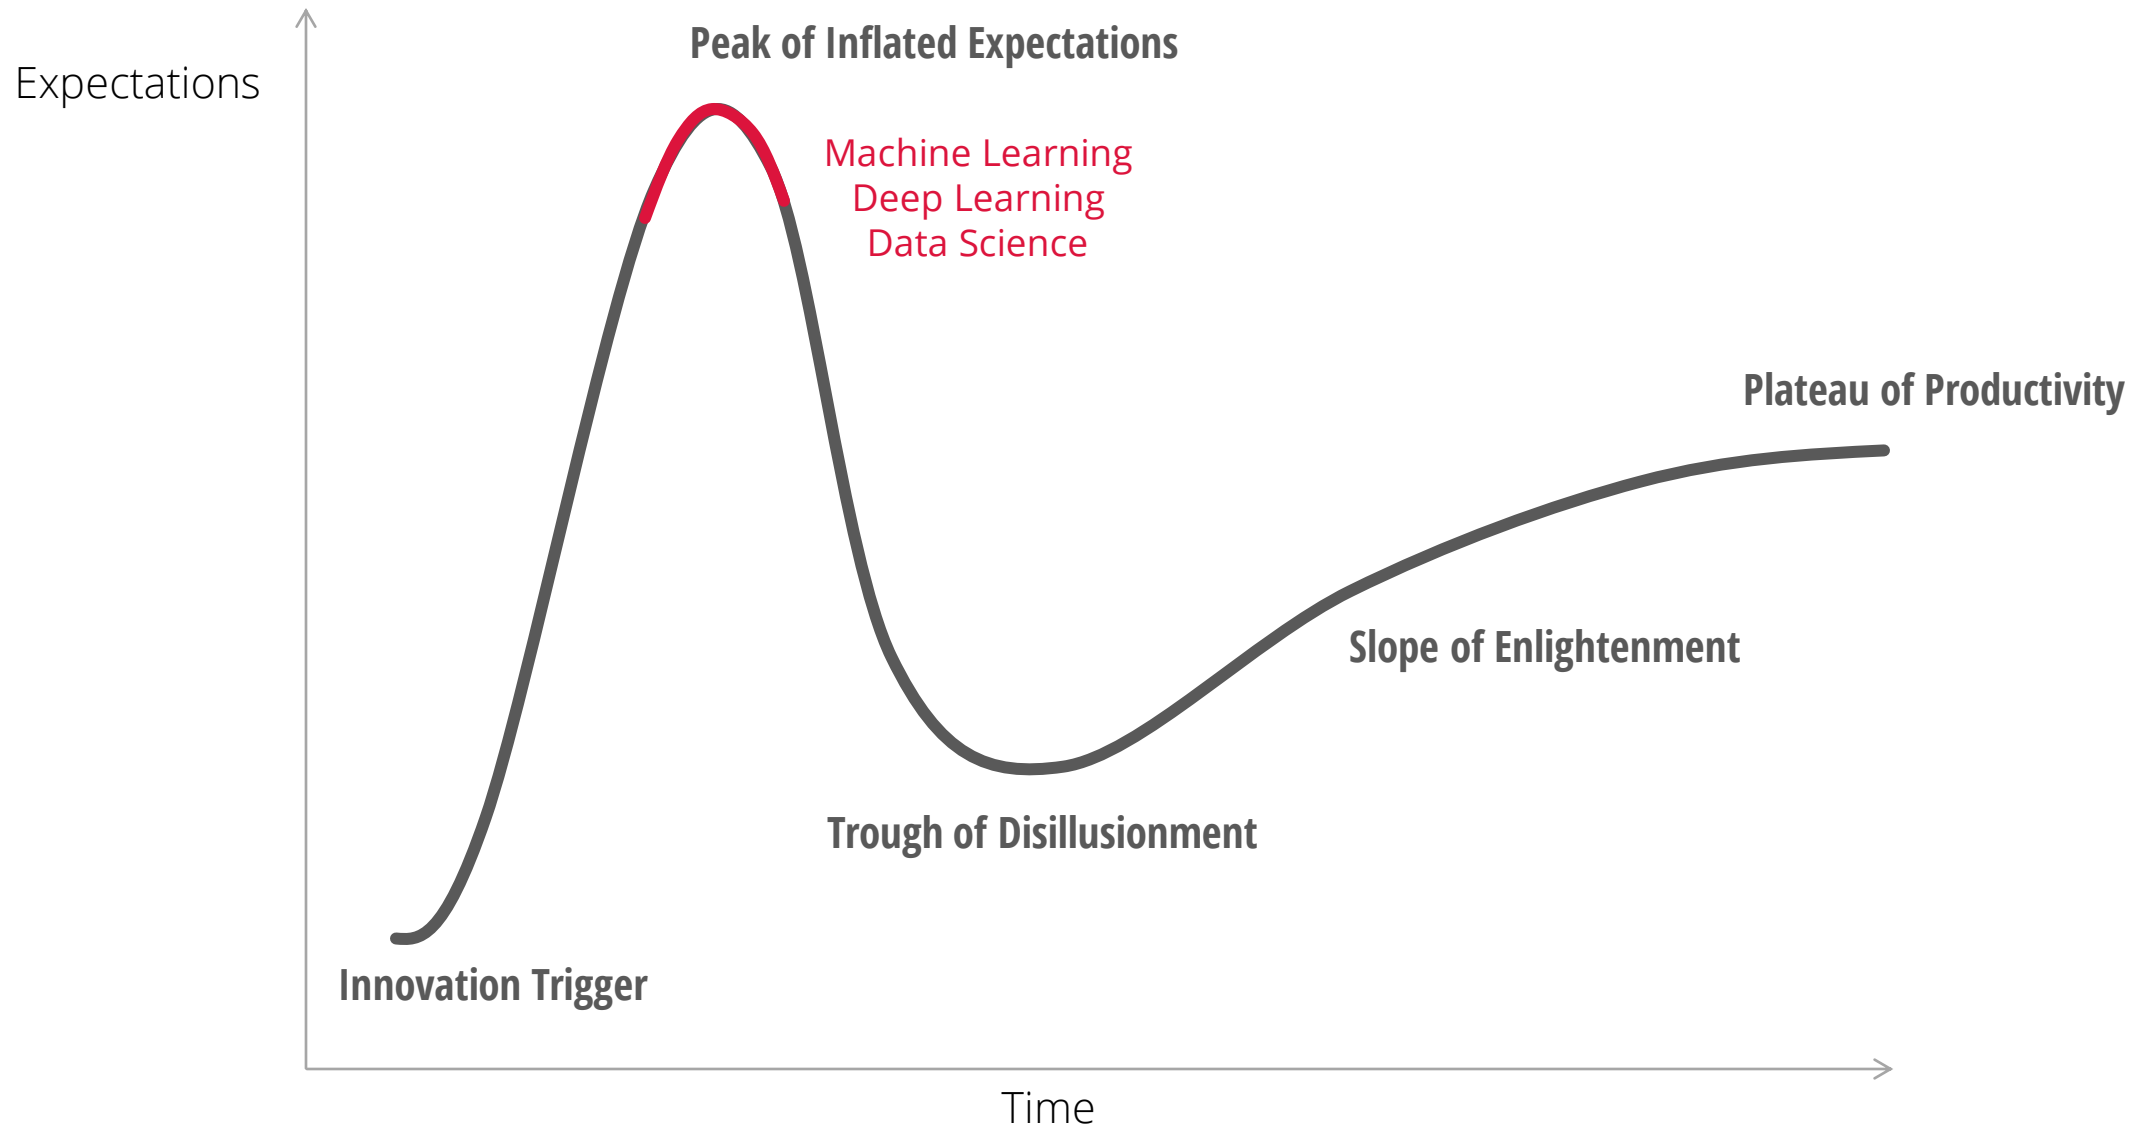 Peak of Inflated Expectations
Expectations
Machine Learning
Deep Learning
Data Science
Plateau of Productivity
Slope of Enlightenment
Trough of Disillusionment
Innovation Trigger
Time